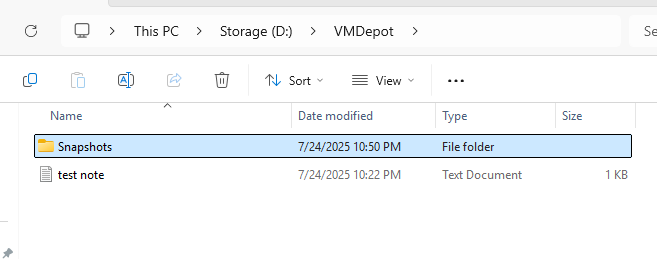 This PC > Storage (D:) > VMDepot > Se
Sort View ...
Name Date modified Type Size
Snapshots 7/24/2025 10:50 PM File folder
test note 7/24/2025 10:22 PM Text Document 1 KB